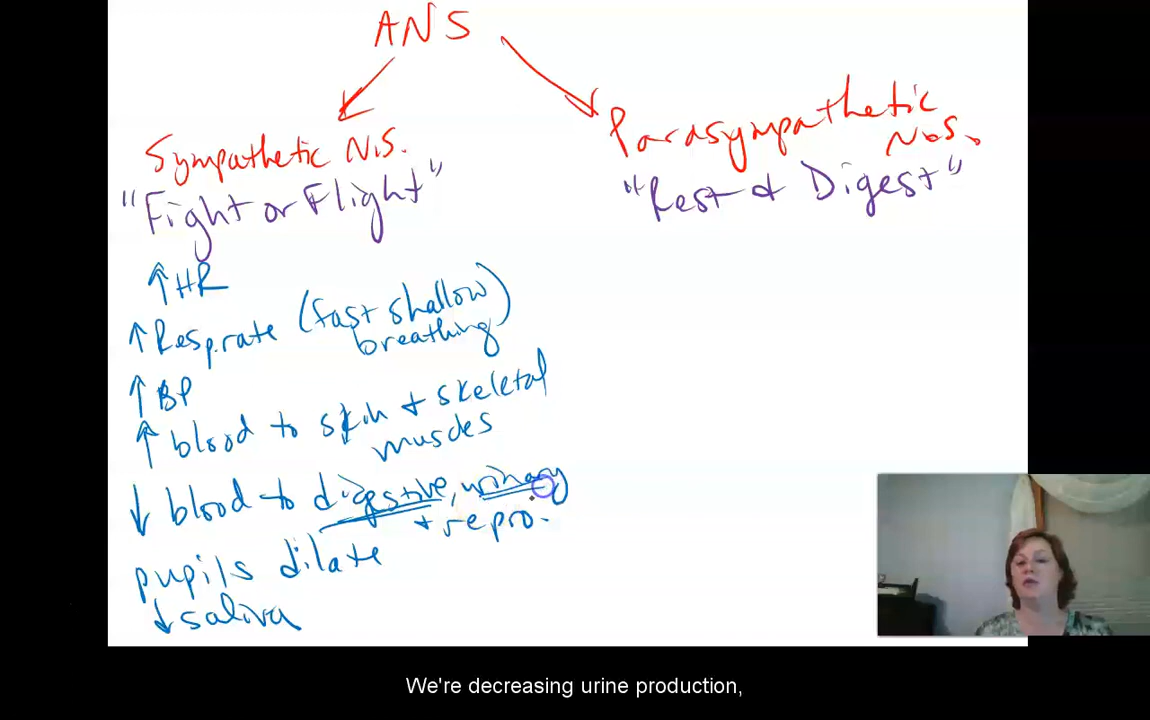 ANS
Sympathetic N.S.
Parasympathetic
N.S.
"Fight or Flight"
"Rest & Digest"
↑ HR
↑ Resp. rate (fast shallow
breathing)
↑ BP
↑ blood to skin + skeletal
muscles
↓ blood to digestive, urinary
+ repro.
pupils dilate
↓ saliva
We're decreasing urine production,